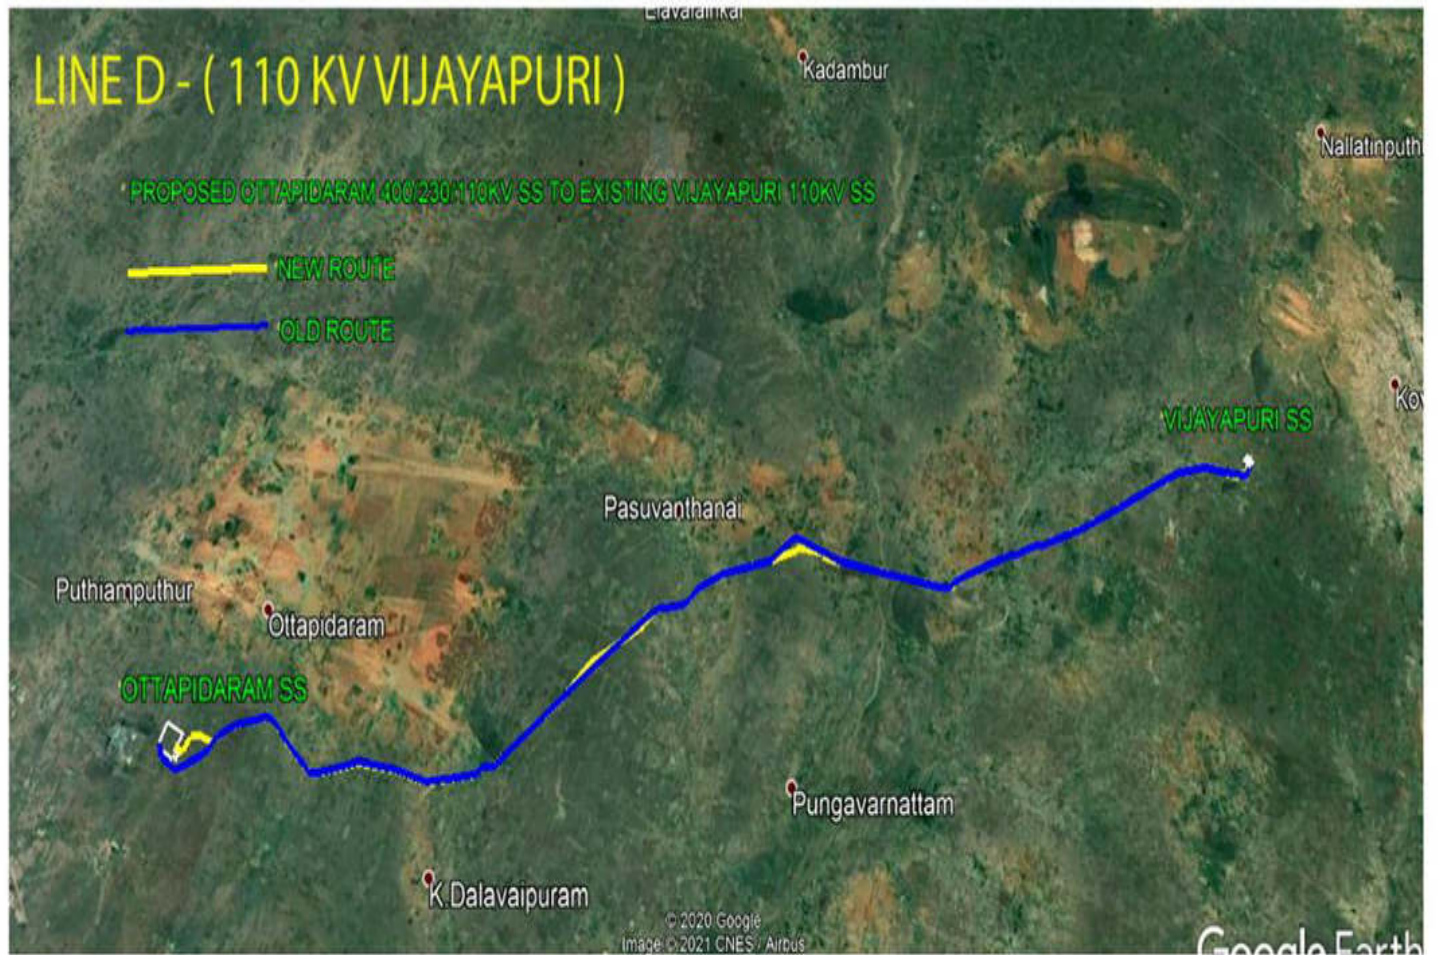 Kadambur
LINE D - ( 110 KV VIJAYAPURI )
Nallatinputh
PROPOSED OTTAPIDARAM 400/230/110KV SS TO EXISTING VIJAYAPURI 110KV SS
NEW ROUTE
OLD ROUTE
Kov
VIJAYAPURI SS
Pasuvanthanai
Puthiamputhur
Ottapidaram
OTTAPIDARAM SS
Pungavarnattam
K.Dalavaipuram
© 2020 Google
Image © 2021 CNES / Airbus
Google Earth